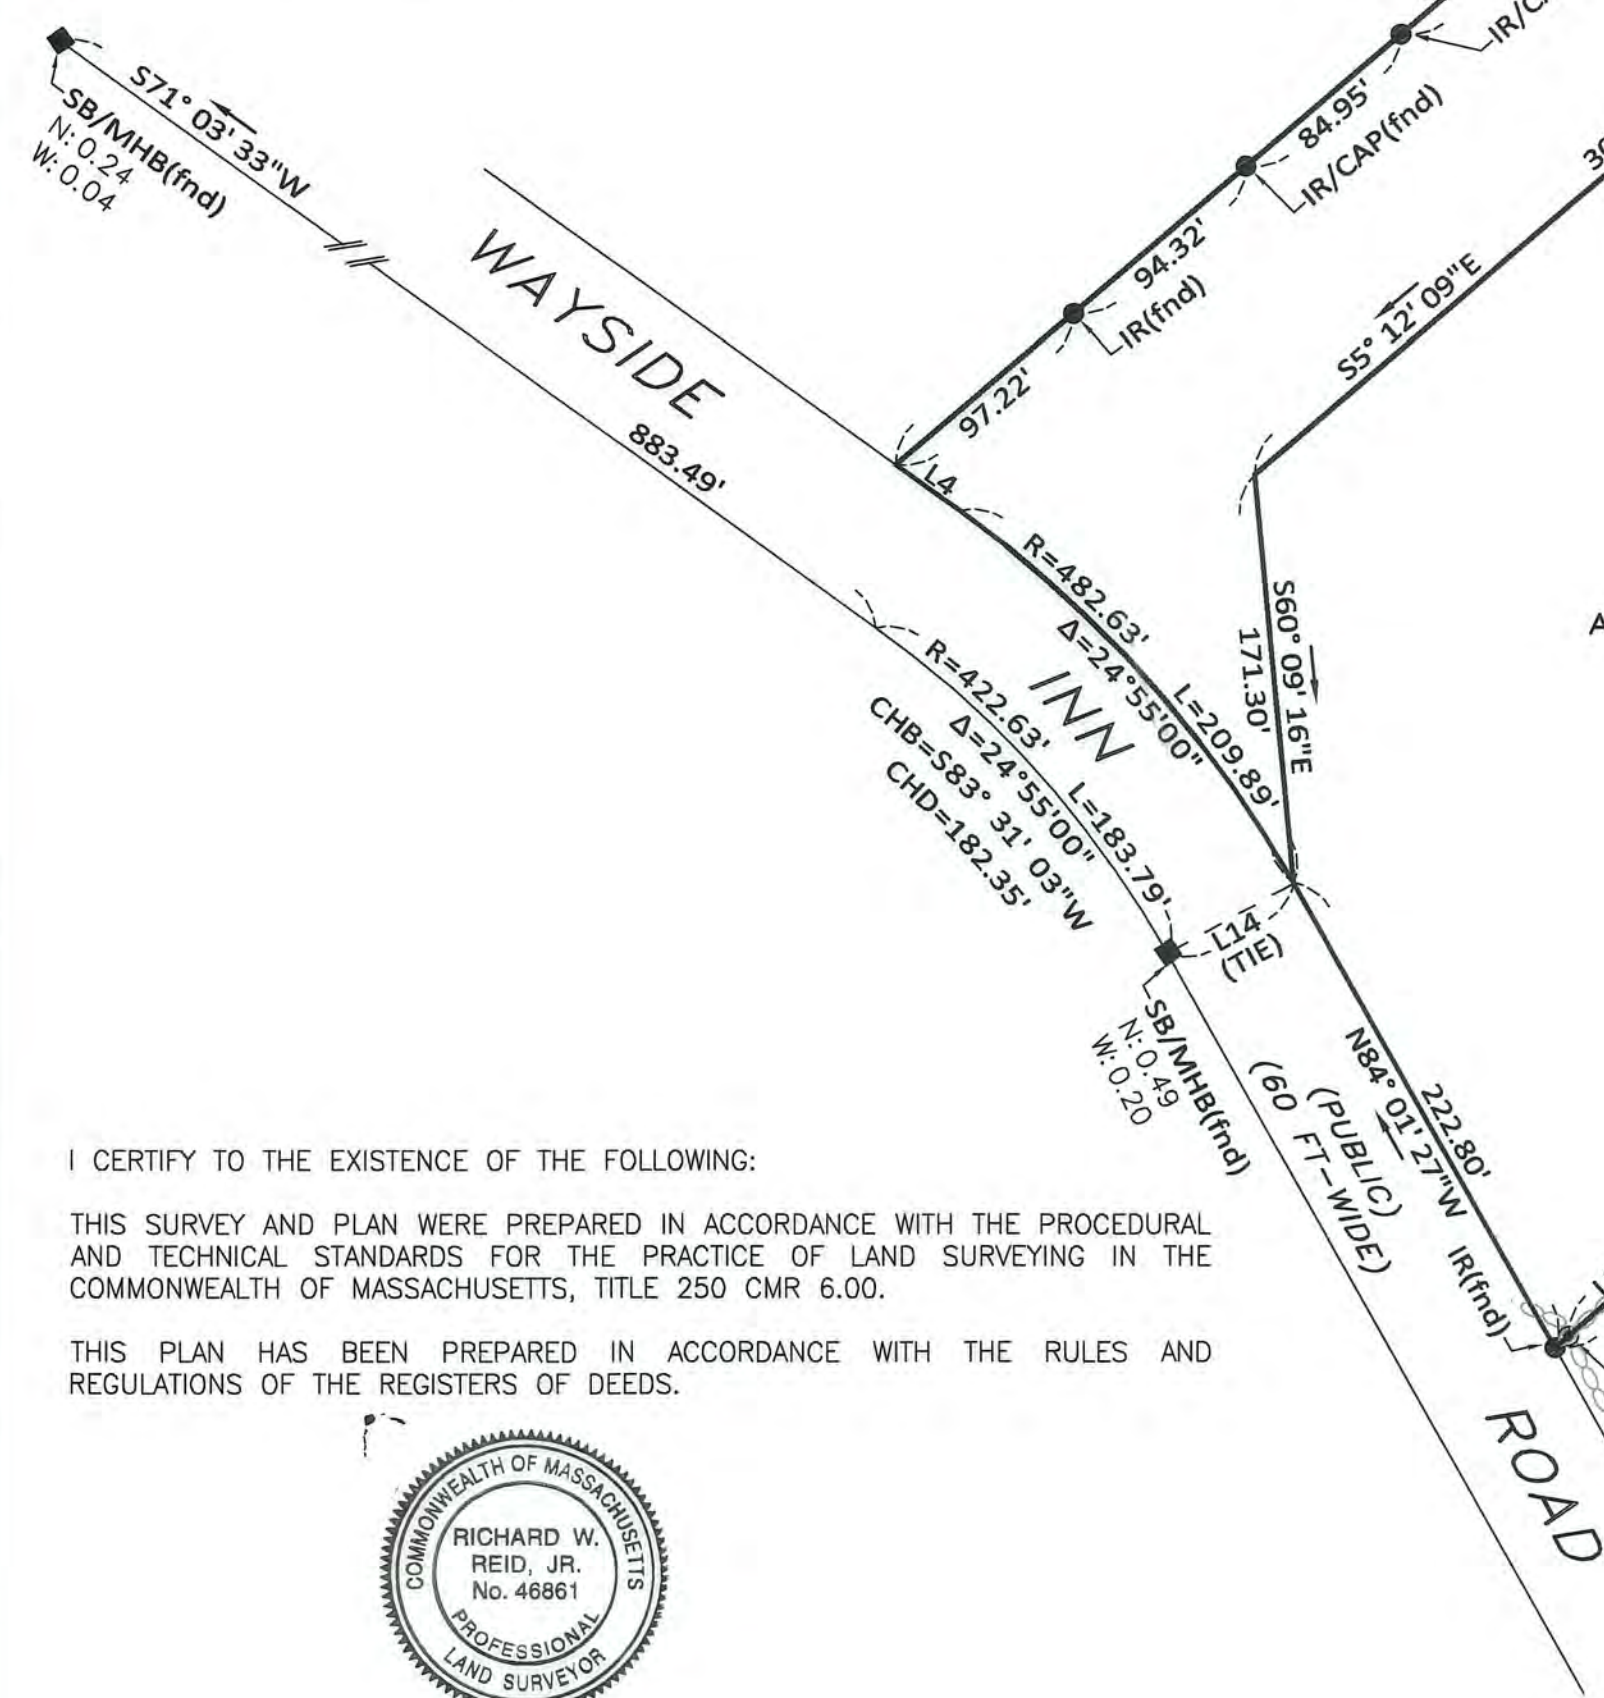 IR/C
84.95'
IR/CAP(fnd)
S71° 03' 33"W
SB/MHB(fnd)
N: 0.24
W: 0.04
94.32'
IR(fnd)
30
S5° 12' 09"E
WAYSIDE
97.22'
883.49'
L4
R=482.63'
Δ=24°55'00"
L=209.89'
S60° 09' 16"E
171.30'
A
INN
R=422.63'
Δ=24°55'00"
L=183.79'
CHB=S83° 31' 03"W
CHD=182.35'
L14
(TIE)
SB/MHB(fnd)
N: 0.49
W: 0.20
N84° 01' 27"W
222.80'
(PUBLIC)
(60 FT-WIDE)
IR(fnd)
ROAD
I CERTIFY TO THE EXISTENCE OF THE FOLLOWING:
THIS SURVEY AND PLAN WERE PREPARED IN ACCORDANCE WITH THE PROCEDURAL
AND TECHNICAL STANDARDS FOR THE PRACTICE OF LAND SURVEYING IN THE
COMMONWEALTH OF MASSACHUSETTS, TITLE 250 CMR 6.00.
THIS PLAN HAS BEEN PREPARED IN ACCORDANCE WITH THE RULES AND
REGULATIONS OF THE REGISTERS OF DEEDS.
COMMONWEALTH OF MASSACHUSETTS
RICHARD W.
REID, JR.
No. 46861
PROFESSIONAL
LAND SURVEYOR